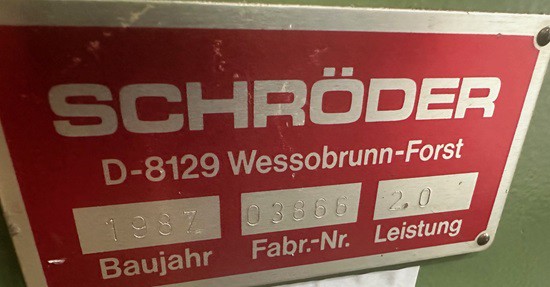 SCHRÖDER
D-8129 Wessobrunn-Forst
1987 03866 2.0
Baujahr Fabr.-Nr. Leistung